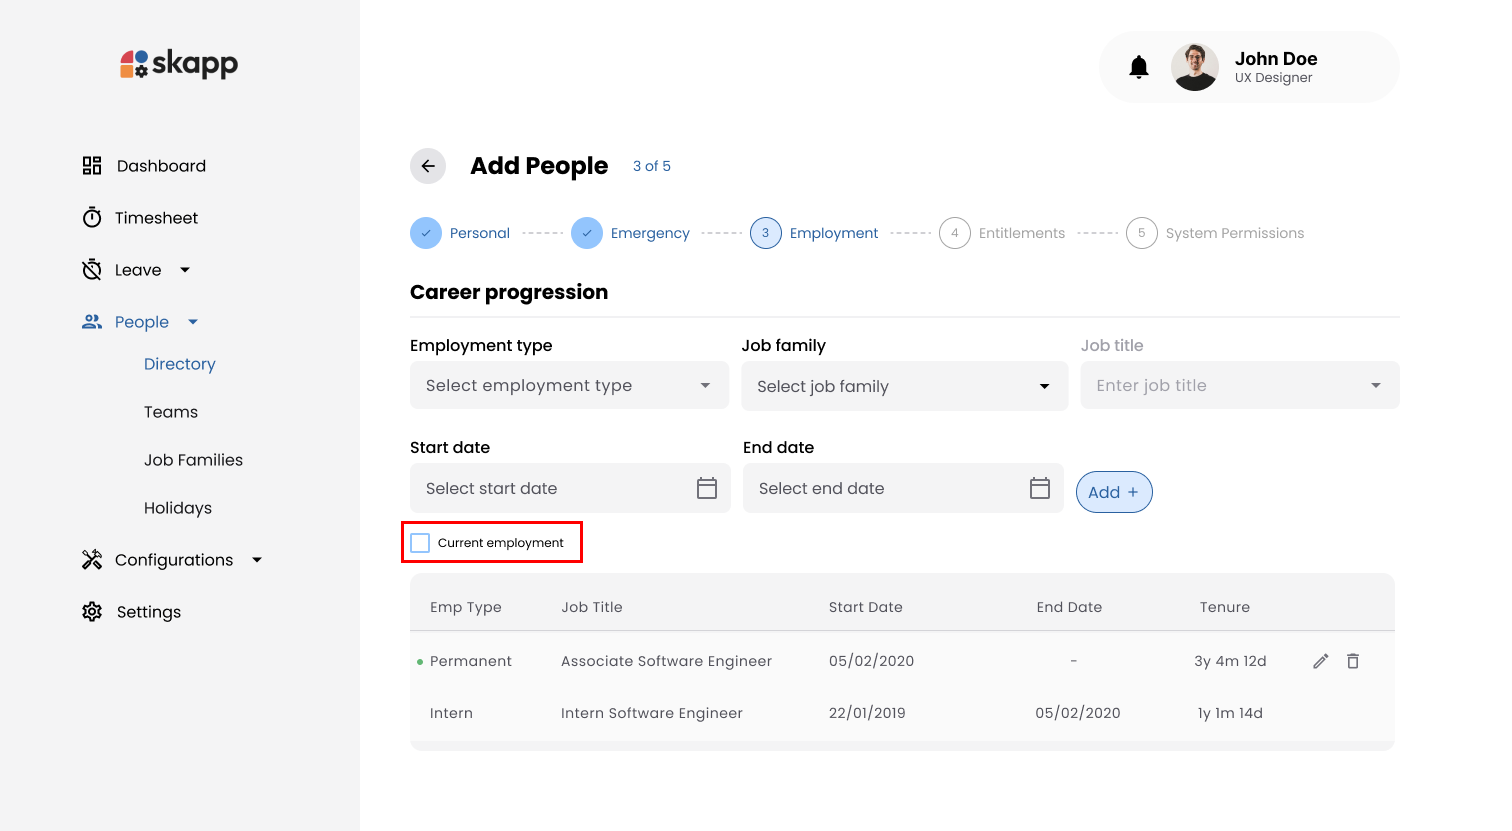 skapp
John Doe
UX Designer
Dashboard
Timesheet
Leave
People
Directory
Teams
Job Families
Holidays
Configurations
Settings
Add People 3 of 5
Personal Emergency 3 Employment 4 Entitlements 5 System Permissions
Career progression
Employment type Job family Job title
Select employment type Select job family Enter job title
Start date End date
Select start date Select end date Add +
Current employment
Emp Type Job Title Start Date End Date Tenure
Permanent Associate Software Engineer 05/02/2020 - 3y 4m 12d
Intern Intern Software Engineer 22/01/2019 05/02/2020 1y 1m 14d